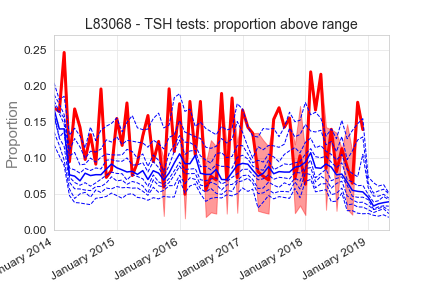 L83068 - TSH tests: proportion above range
Proportion
0.25
0.20
0.15
0.10
0.05
0.00
nuary 2014
January 2015
January 2016
January 2017
January 2018
January 2019